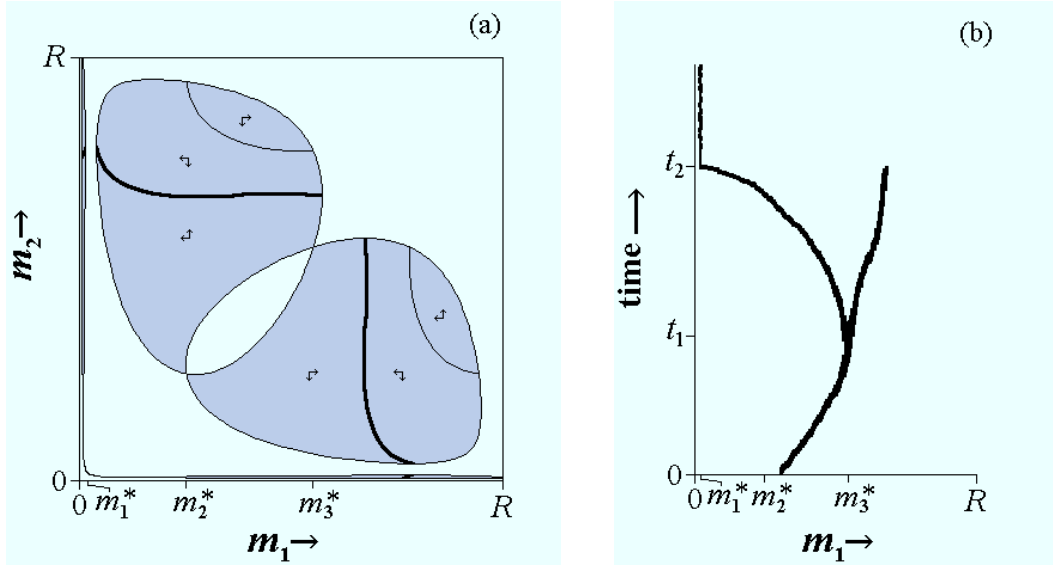 (a)
R
m₂→
0
0 m₁* m₂* m₃* R
m₁→
(b)
t₂
time →
t₁
0
0 m₁* m₂* m₃* R
m₁→